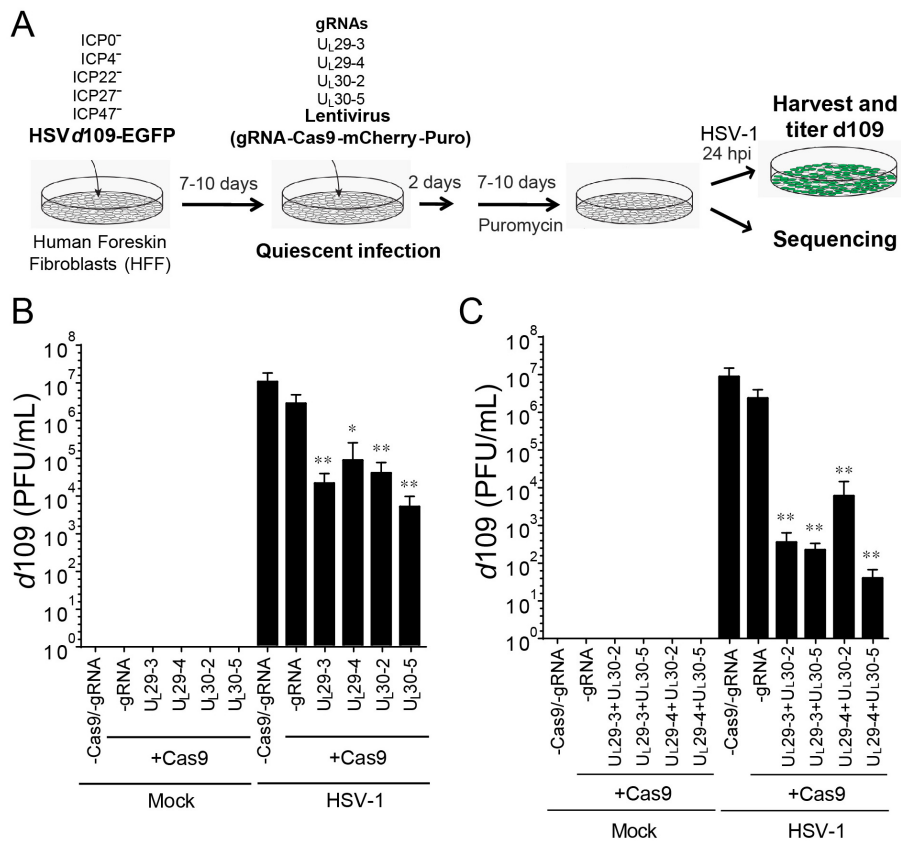 A
ICP0⁻
ICP4⁻
ICP22⁻
ICP27⁻
ICP47⁻
HSVd109-EGFP
gRNAs
UL29-3
UL29-4
UL30-2
UL30-5
Lentivirus
(gRNA-Cas9-mCherry-Puro)
7-10 days
2 days
7-10 days
Puromycin
HSV-1
24 hpi
Harvest and
titer d109
Human Foreskin
Fibroblasts (HFF)
Quiescent infection
Sequencing
B
d109 (PFU/mL)
10⁸
10⁷
10⁶
10⁵
10⁴
10³
10²
10¹
10⁰
** * ** **
-Cas9/-gRNA
-gRNA
UL29-3
UL29-4
UL30-2
UL30-5
-Cas9/-gRNA
-gRNA
UL29-3
UL29-4
UL30-2
UL30-5
+Cas9
+Cas9
Mock
HSV-1
C
d109 (PFU/mL)
10⁸
10⁷
10⁶
10⁵
10⁴
10³
10²
10¹
10⁰
** ** ** **
-Cas9/-gRNA
-gRNA
UL29-3+UL30-2
UL29-3+UL30-5
UL29-4+UL30-2
UL29-4+UL30-5
-Cas9/-gRNA
-gRNA
UL29-3+UL30-2
UL29-3+UL30-5
UL29-4+UL30-2
UL29-4+UL30-5
+Cas9
+Cas9
Mock
HSV-1